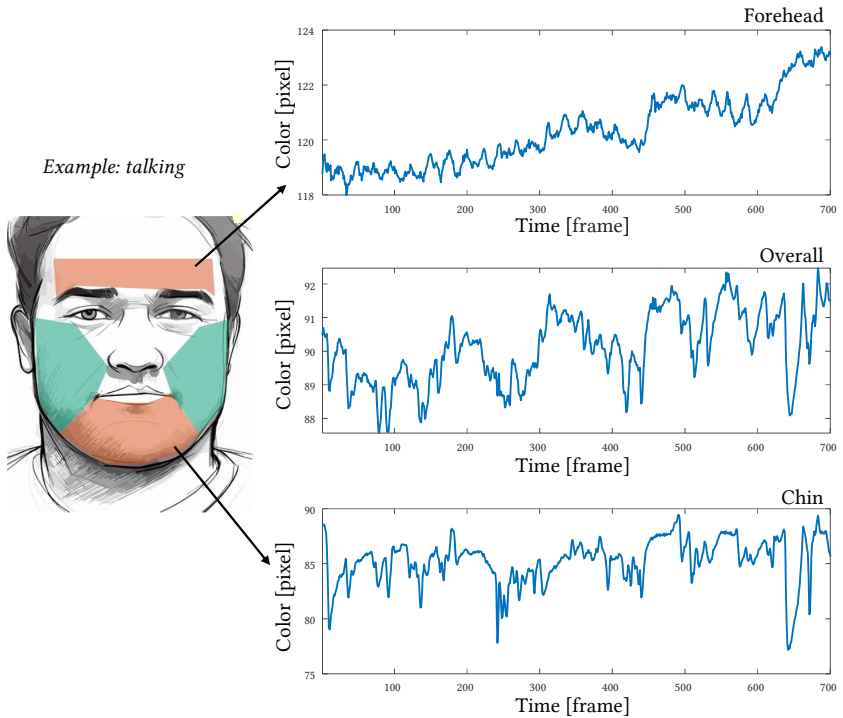 Forehead
124
122
120
118
Color [pixel]
100 200 300 400 500 600 700
Time [frame]
Example: talking
Overall
92
91
90
89
88
Color [pixel]
100 200 300 400 500 600 700
Time [frame]
Chin
90
85
80
75
Color [pixel]
100 200 300 400 500 600 700
Time [frame]